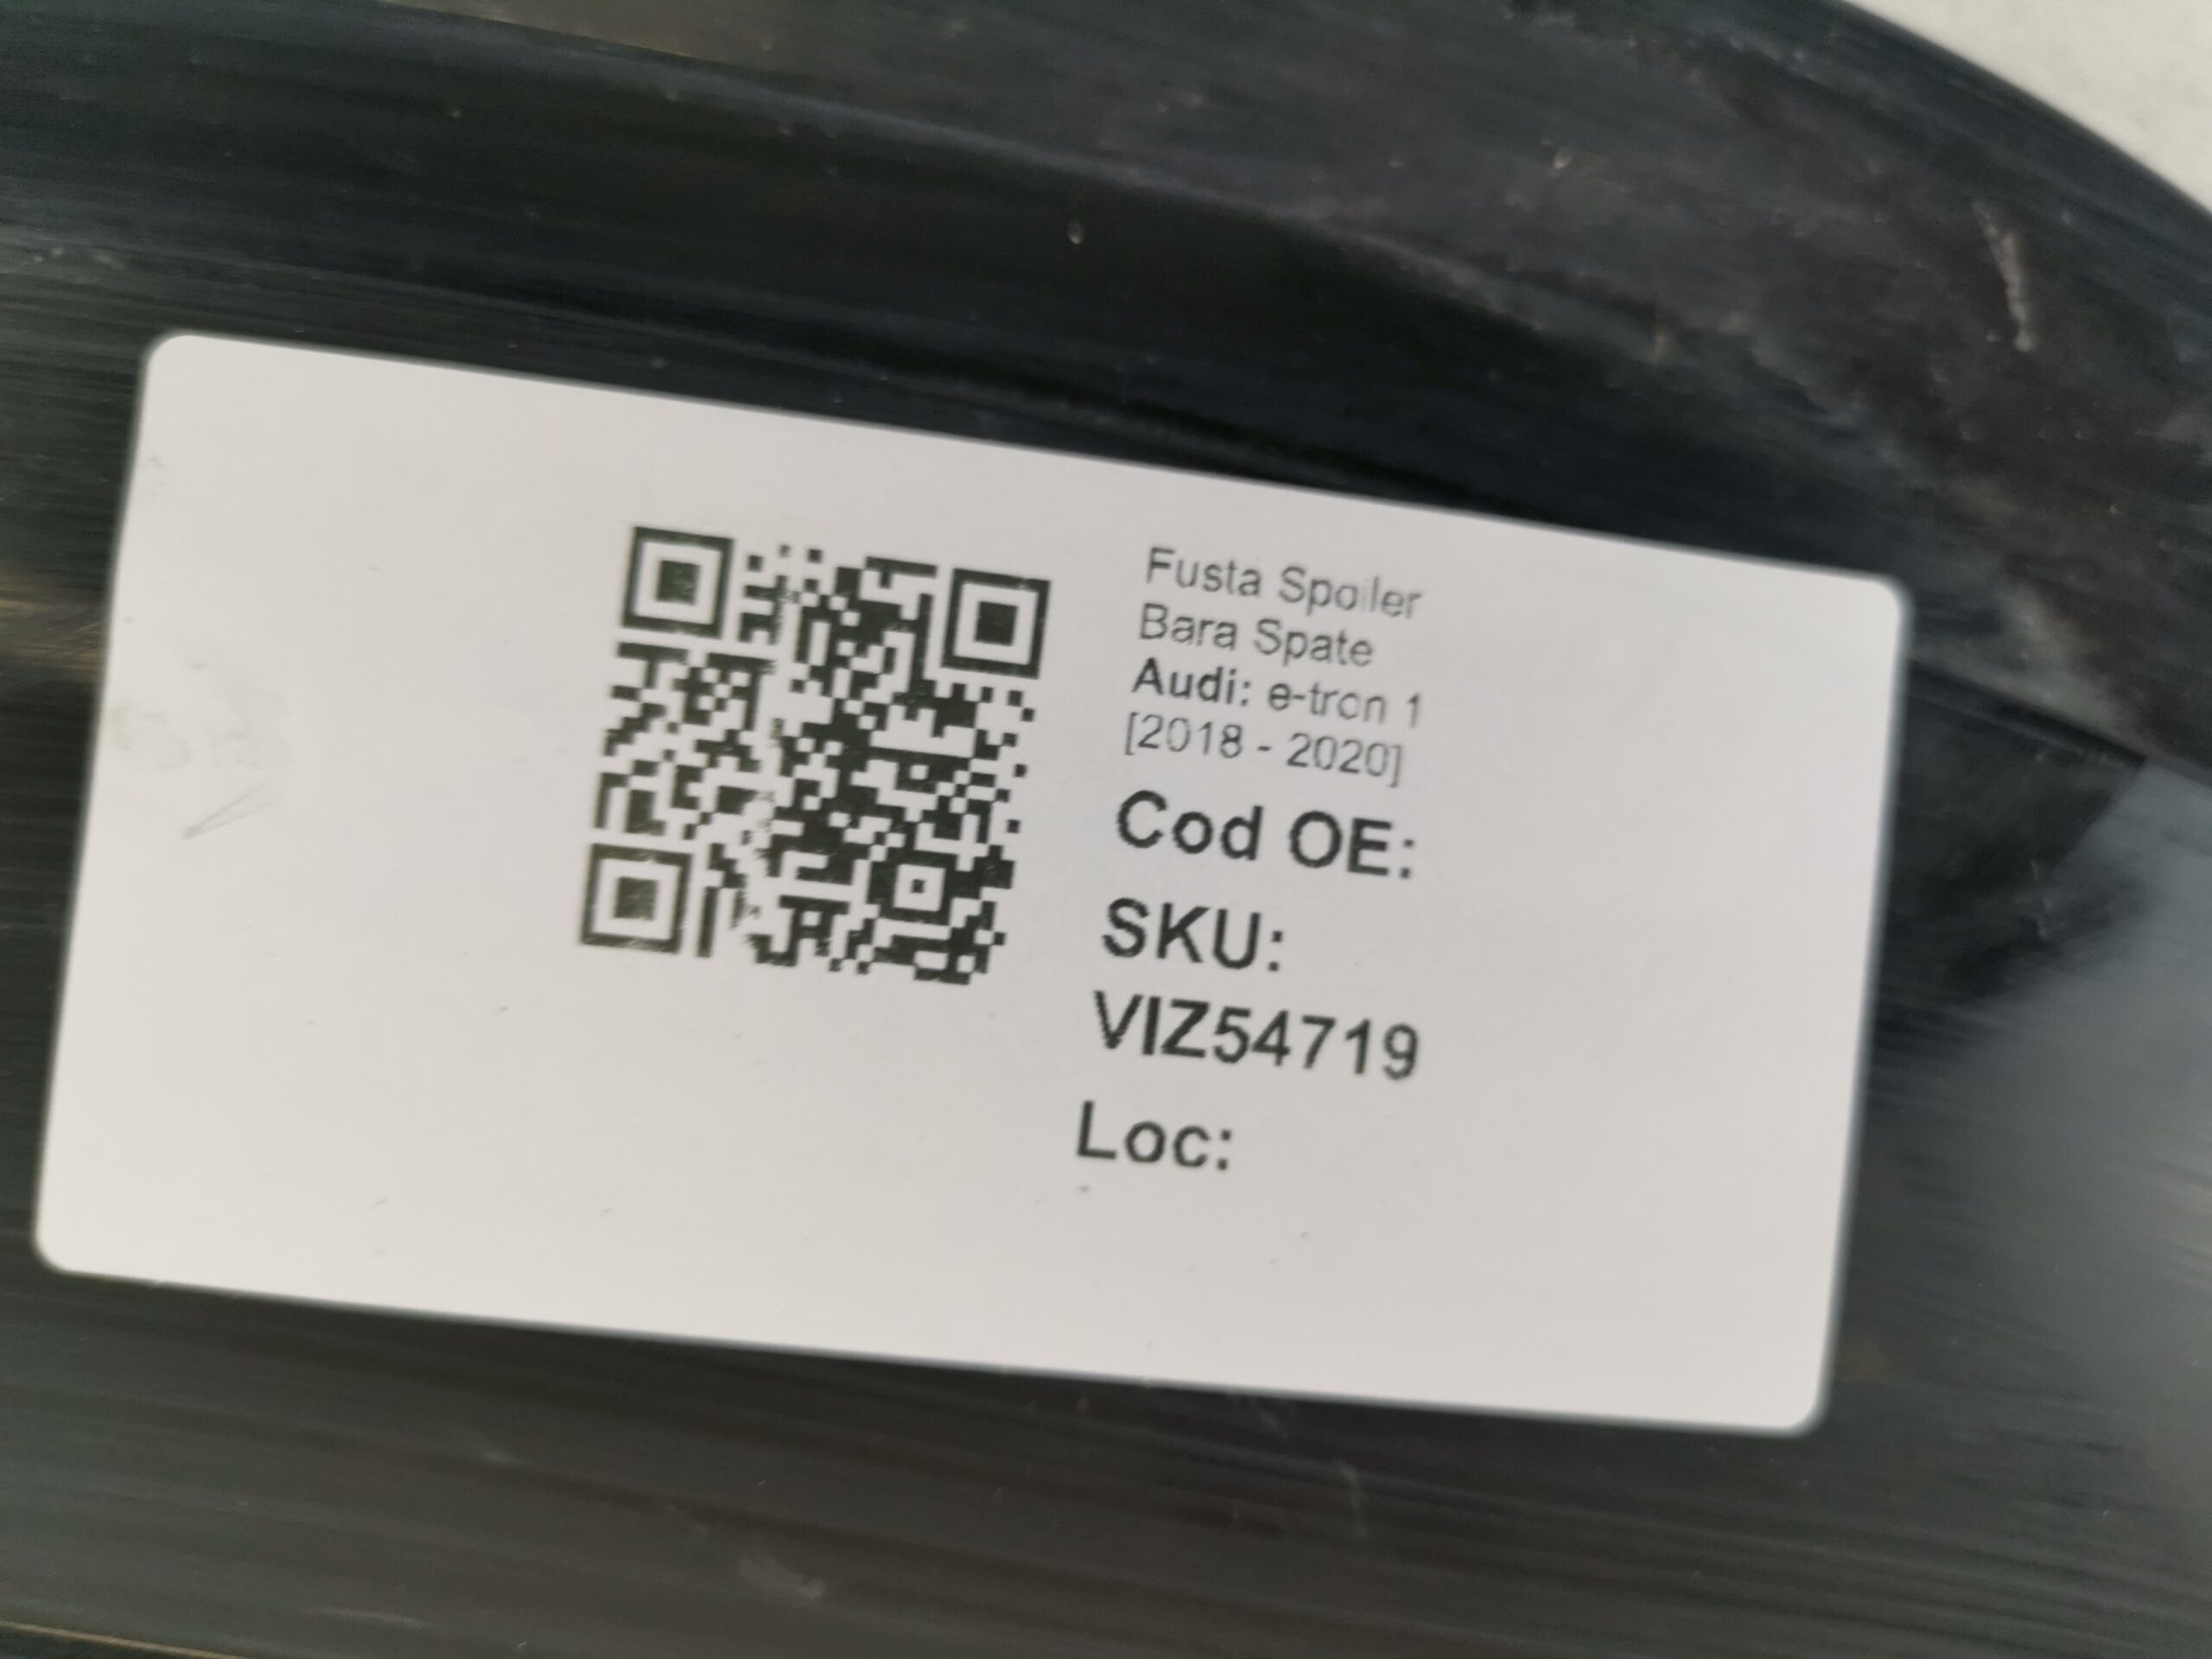 Fusta Spoiler
Bara Spate
Audi: e-tron 1
[2018 - 2020]
Cod OE:
SKU:
VIZ54719
Loc: